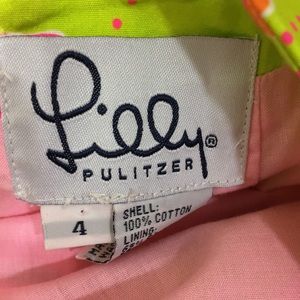 Lilly®
PULITZER
4
SHELL:
100% COTTON
LINING: